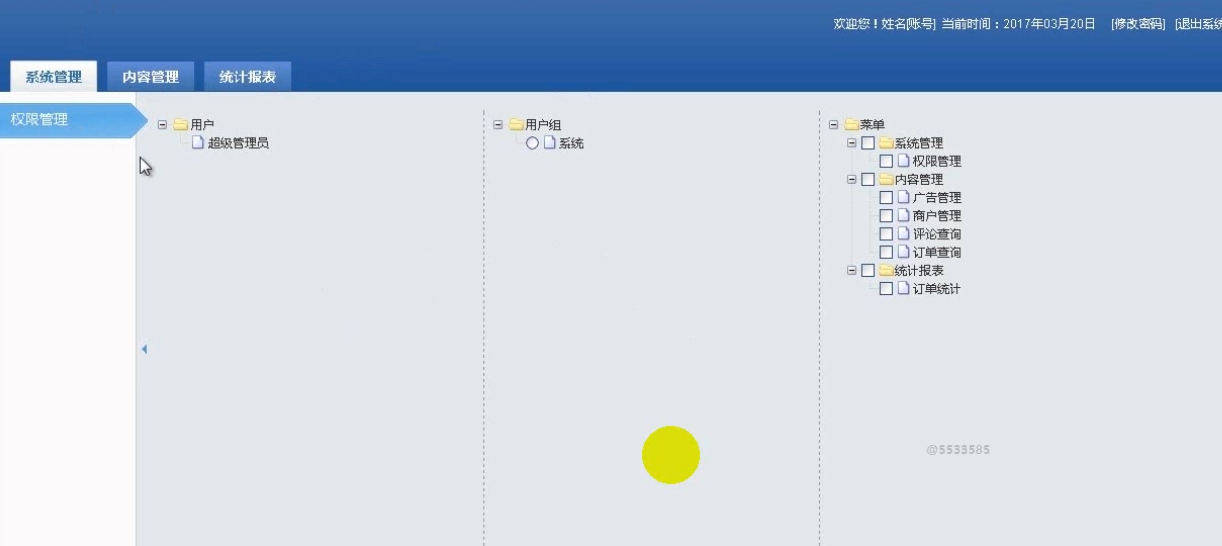 欢迎您！姓名[账号] 当前时间：2017年03月20日 [修改密码] [退出系统
系统管理 内容管理 统计报表
权限管理
用户
超级管理员
用户组
系统
菜单
系统管理
权限管理
内容管理
广告管理
商户管理
评论查询
订单查询
统计报表
订单统计
@5533585